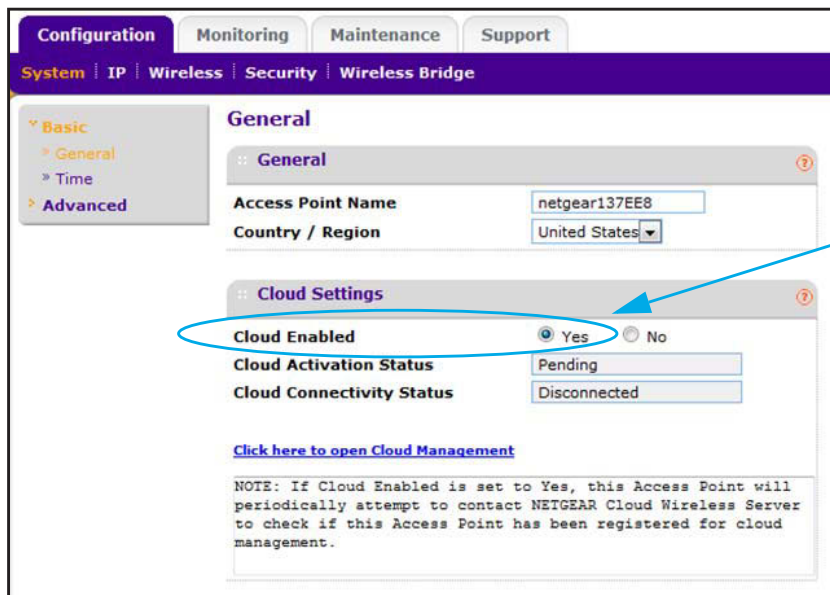 Configuration Monitoring Maintenance Support
System IP Wireless Security Wireless Bridge
Basic
General
Time
Advanced
General
General
Access Point Name netgear137EE8
Country / Region United States
Cloud Settings
Cloud Enabled Yes No
Cloud Activation Status Pending
Cloud Connectivity Status Disconnected
Click here to open Cloud Management
NOTE: If Cloud Enabled is set to Yes, this Access Point will
periodically attempt to contact NETGEAR Cloud Wireless Server
to check if this Access Point has been registered for cloud
management.